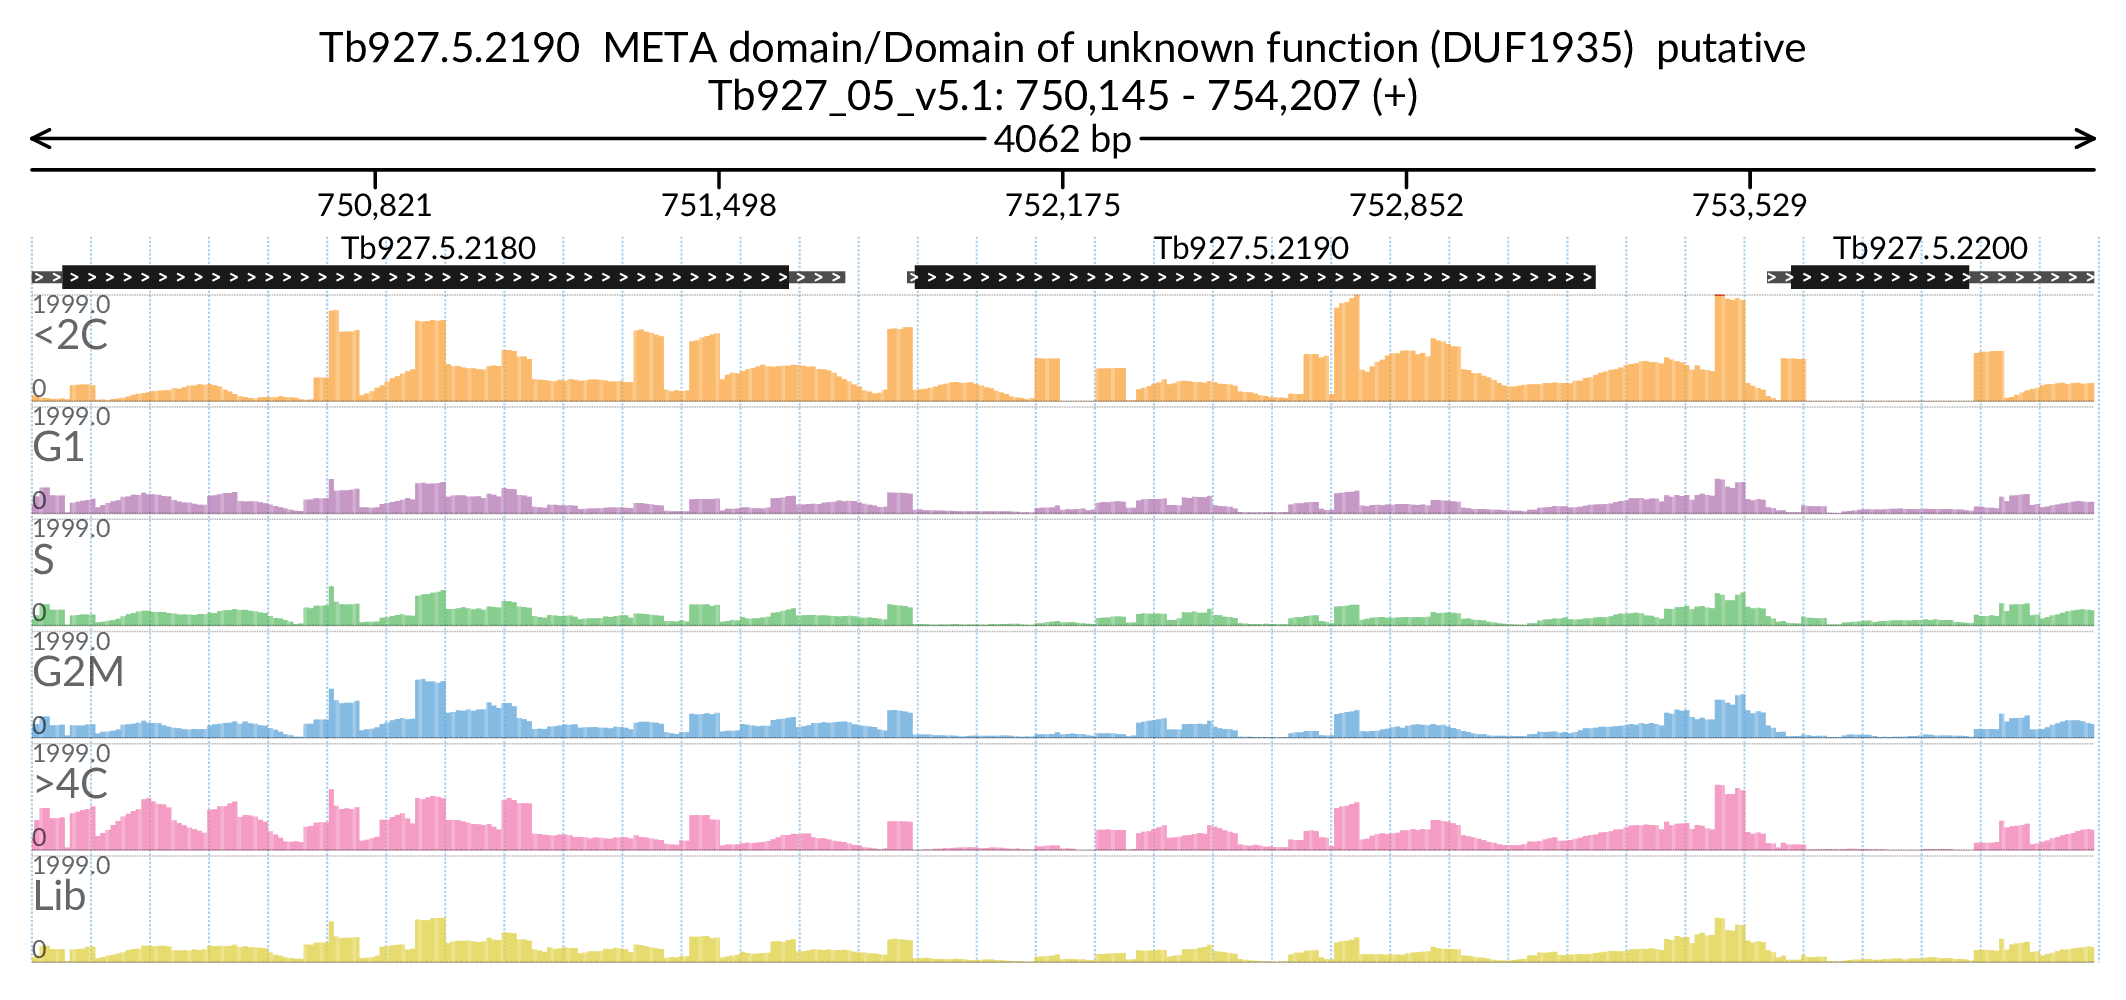 Tb927.5.2190  META domain/Domain of unknown function (DUF1935)  putative
Tb927_05_v5.1: 750,145 - 754,207 (+)
4062 bp
750,821 751,498 752,175 752,852 753,529
Tb927.5.2180 Tb927.5.2190 Tb927.5.2200
1999.0
<2C
0
1999.0
G1
0
1999.0
S
0
1999.0
G2M
0
1999.0
>4C
0
1999.0
Lib
0